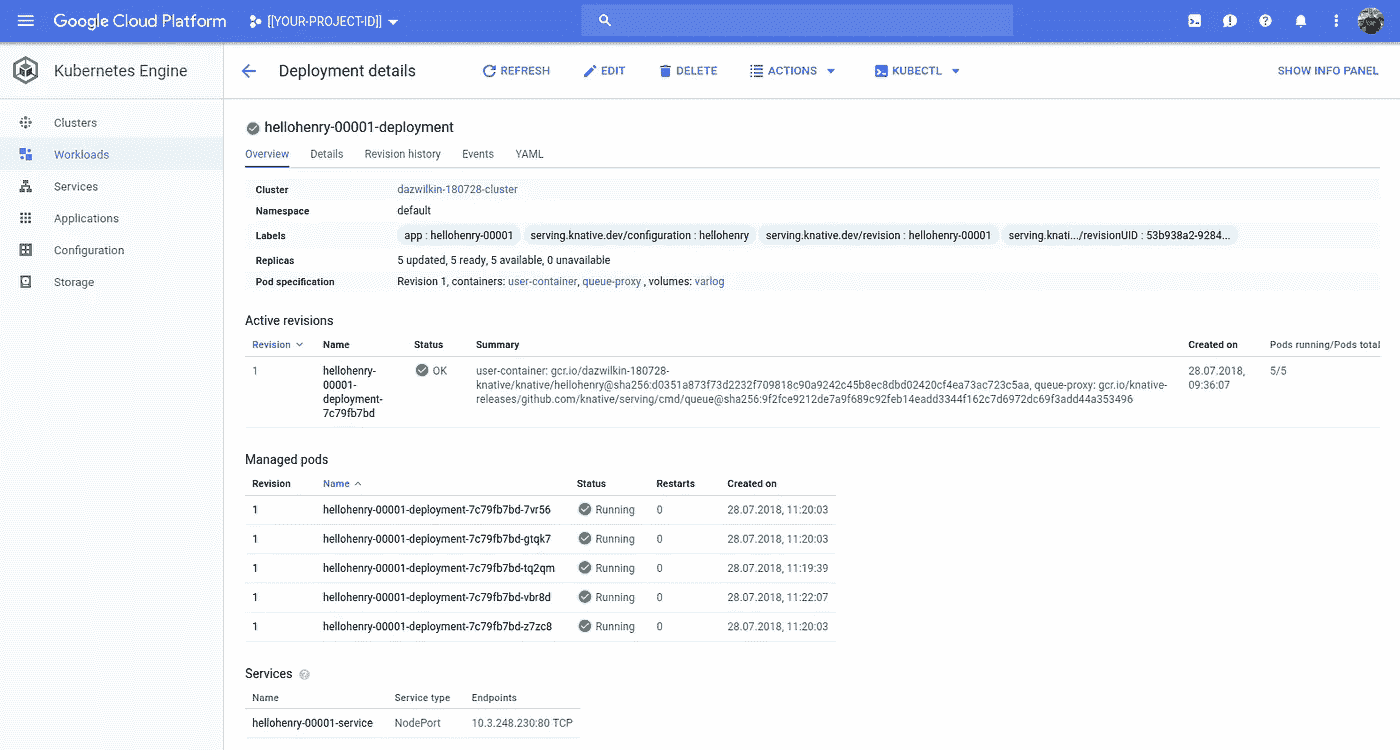 Google Cloud Platform [[YOUR-PROJECT-ID]]
Kubernetes Engine
Clusters
Workloads
Services
Applications
Configuration
Storage
Deployment details REFRESH EDIT DELETE ACTIONS KUBECTL SHOW INFO PANEL
hellohenry-00001-deployment
Overview Details Revision history Events YAML
Cluster dazwilkin-180728-cluster
Namespace default
Labels app : hellohenry-00001 serving.knative.dev/configuration : hellohenry serving.knative.dev/revision : hellohenry-00001 serving.knati.../revisionUID : 53b938a2-9284...
Replicas 5 updated, 5 ready, 5 available, 0 unavailable
Pod specification Revision 1, containers: user-container, queue-proxy , volumes: varlog
Active revisions
Revision Name Status Summary Created on Pods running/Pods total
1 hellohenry- OK user-container: gcr.io/dazwilkin-180728- 28.07.2018, 5/5
00001- knative/knative/hellohenry@sha256:d0351a873f73d2232f709818c90a9242c45b8ec8dbd02420cf4ea73ac723c5aa, queue-proxy: gcr.io/knative- 09:36:07
deployment- releases/github.com/knative/serving/cmd/queue@sha256:9f2fce9212de7a9f689c92feb14eadd3344f162c7d6972dc69f3add44a353496
7c79fb7bd
Managed pods
Revision Name Status Restarts Created on
1 hellohenry-00001-deployment-7c79fb7bd-7vr56 Running 0 28.07.2018, 11:20:03
1 hellohenry-00001-deployment-7c79fb7bd-gtqk7 Running 0 28.07.2018, 11:20:03
1 hellohenry-00001-deployment-7c79fb7bd-tq2qm Running 0 28.07.2018, 11:19:39
1 hellohenry-00001-deployment-7c79fb7bd-vbr8d Running 0 28.07.2018, 11:22:07
1 hellohenry-00001-deployment-7c79fb7bd-z7zc8 Running 0 28.07.2018, 11:20:03
Services
Name Service type Endpoints
hellohenry-00001-service NodePort 10.3.248.230:80 TCP